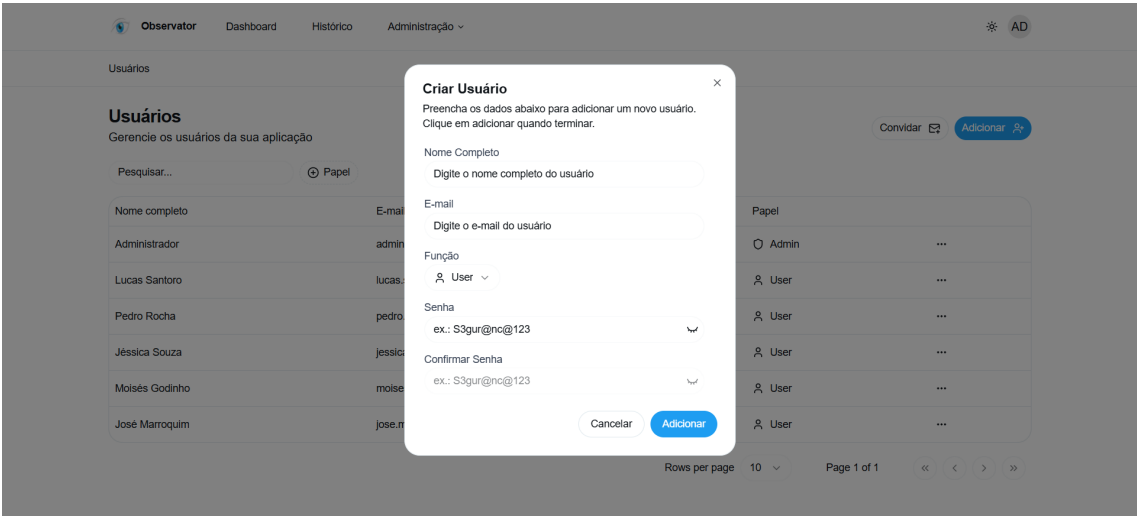 Observator Dashboard Histórico Administração AD
Usuários
Usuários
Gerencie os usuários da sua aplicação
Convidar Adicionar
Pesquisar... Papel
Nome completo E-mai Papel
Administrador admin Admin
Lucas Santoro lucas. User
Pedro Rocha pedro. User
Jéssica Souza jessic User
Moisés Godinho moise User
José Marroquim jose.m User
Rows per page 10 Page 1 of 1
Criar Usuário
Preencha os dados abaixo para adicionar um novo usuário.
Clique em adicionar quando terminar.
Nome Completo
Digite o nome completo do usuário
E-mail
Digite o e-mail do usuário
Função
User
Senha
ex.: S3gur@nc@123
Confirmar Senha
ex.: S3gur@nc@123
Cancelar Adicionar